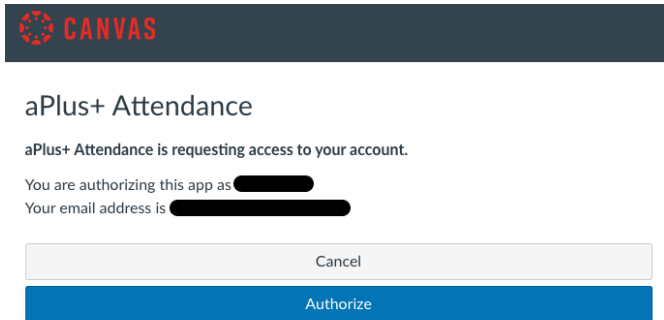 CANVAS
aPlus+ Attendance
aPlus+ Attendance is requesting access to your account.
You are authorizing this app as
Your email address is
Cancel
Authorize